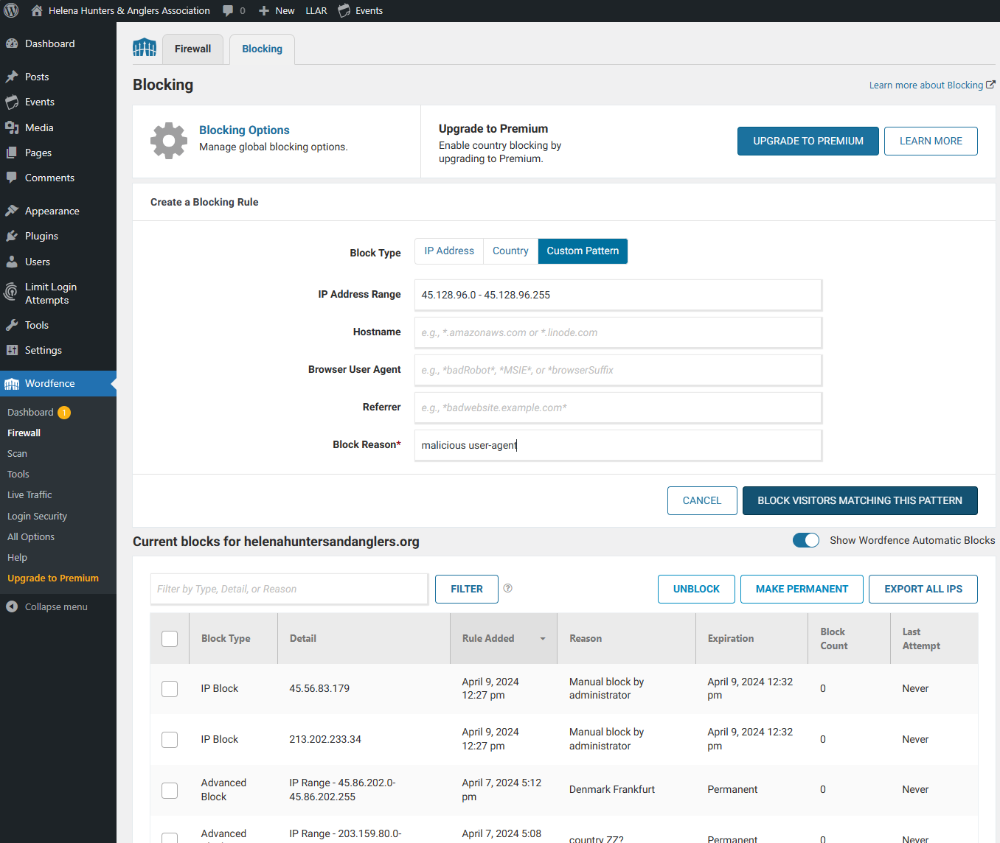 Helena Hunters & Anglers Association 0 New LLAR Events
Dashboard
Posts
Events
Media
Pages
Comments
Appearance
Plugins
Users
Limit Login
Attempts
Tools
Settings
Wordfence
Dashboard 1
Firewall
Scan
Tools
Live Traffic
Login Security
All Options
Help
Upgrade to Premium
Collapse menu
Firewall Blocking
Blocking
Learn more about Blocking
Blocking Options
Manage global blocking options.
Upgrade to Premium
Enable country blocking by
upgrading to Premium.
UPGRADE TO PREMIUM LEARN MORE
Create a Blocking Rule
Block Type IP Address Country Custom Pattern
IP Address Range 45.128.96.0 - 45.128.96.255
Hostname e.g., *.amazonaws.com or *.linode.com
Browser User Agent e.g., *badRobot*, *MSIE*, or *browserSuffix
Referrer e.g., *badwebsite.example.com*
Block Reason* malicious user-agent
CANCEL BLOCK VISITORS MATCHING THIS PATTERN
Current blocks for helenahuntersandanglers.org
Show Wordfence Automatic Blocks
Filter by Type, Detail, or Reason FILTER ? UNBLOCK MAKE PERMANENT EXPORT ALL IPS
Block Type Detail Rule Added Reason Expiration Block Count Last Attempt
IP Block 45.56.83.179 April 9, 2024 12:27 pm Manual block by administrator April 9, 2024 12:32 pm 0 Never
IP Block 213.202.233.34 April 9, 2024 12:27 pm Manual block by administrator April 9, 2024 12:32 pm 0 Never
Advanced Block IP Range - 45.86.202.0-45.86.202.255 April 7, 2024 5:12 pm Denmark Frankfurt Permanent 0 Never
Advanced IP Range - 203.159.80.0- April 7, 2024 5:08 country ZZ? Permanent 0 Never